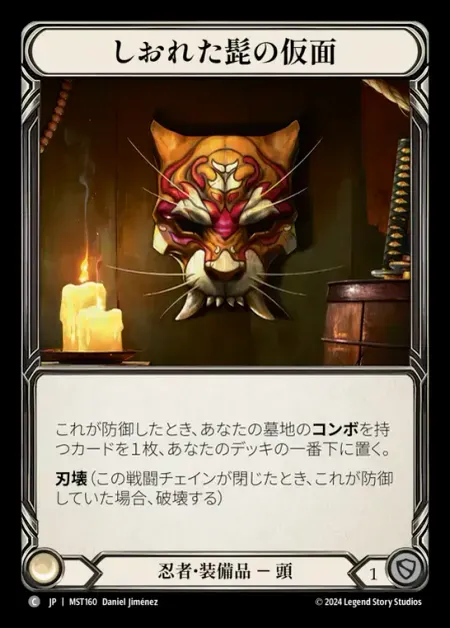 しおれた髭の仮面
これが防御したとき、あなたの墓地のコンボを持
つカードを1枚、あなたのデッキの一番下に置く。
刃壊（この戦闘チェインが閉じたとき、これが防御
していた場合、破壊する）
忍者・装備品 － 頭
1
C JP | MST160 Daniel Jiménez
© 2024 Legend Story Studios